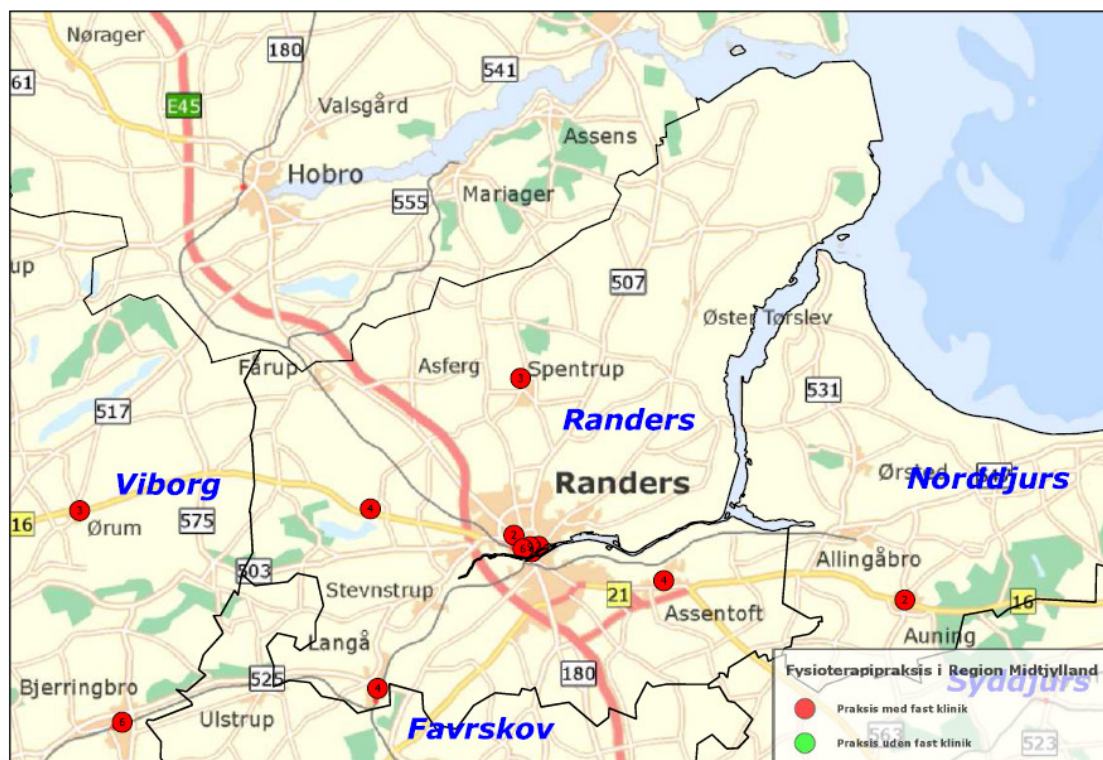 Nørager
180
541
61
E45
Valsgård
Assens
Hobro
Mariager
555
up
507
Øster Tørslev
Fårup
Asferg
3
Spentrup
531
517
Randers
Viborg
Ørsted
Norddjurs
Randers
3
4
16
Ørum
575
2
6
Allingåbro
503
Stevnstrup
4
21
2
16
Assentoft
Auning
Langå
525
180
Bjerringbro
4
Ulstrup
6
Favrskov
Fysioterapipraksis i Region Midtjylland
Syddjurs
Praksis med fast klinik
563
523
Praksis uden fast klinik